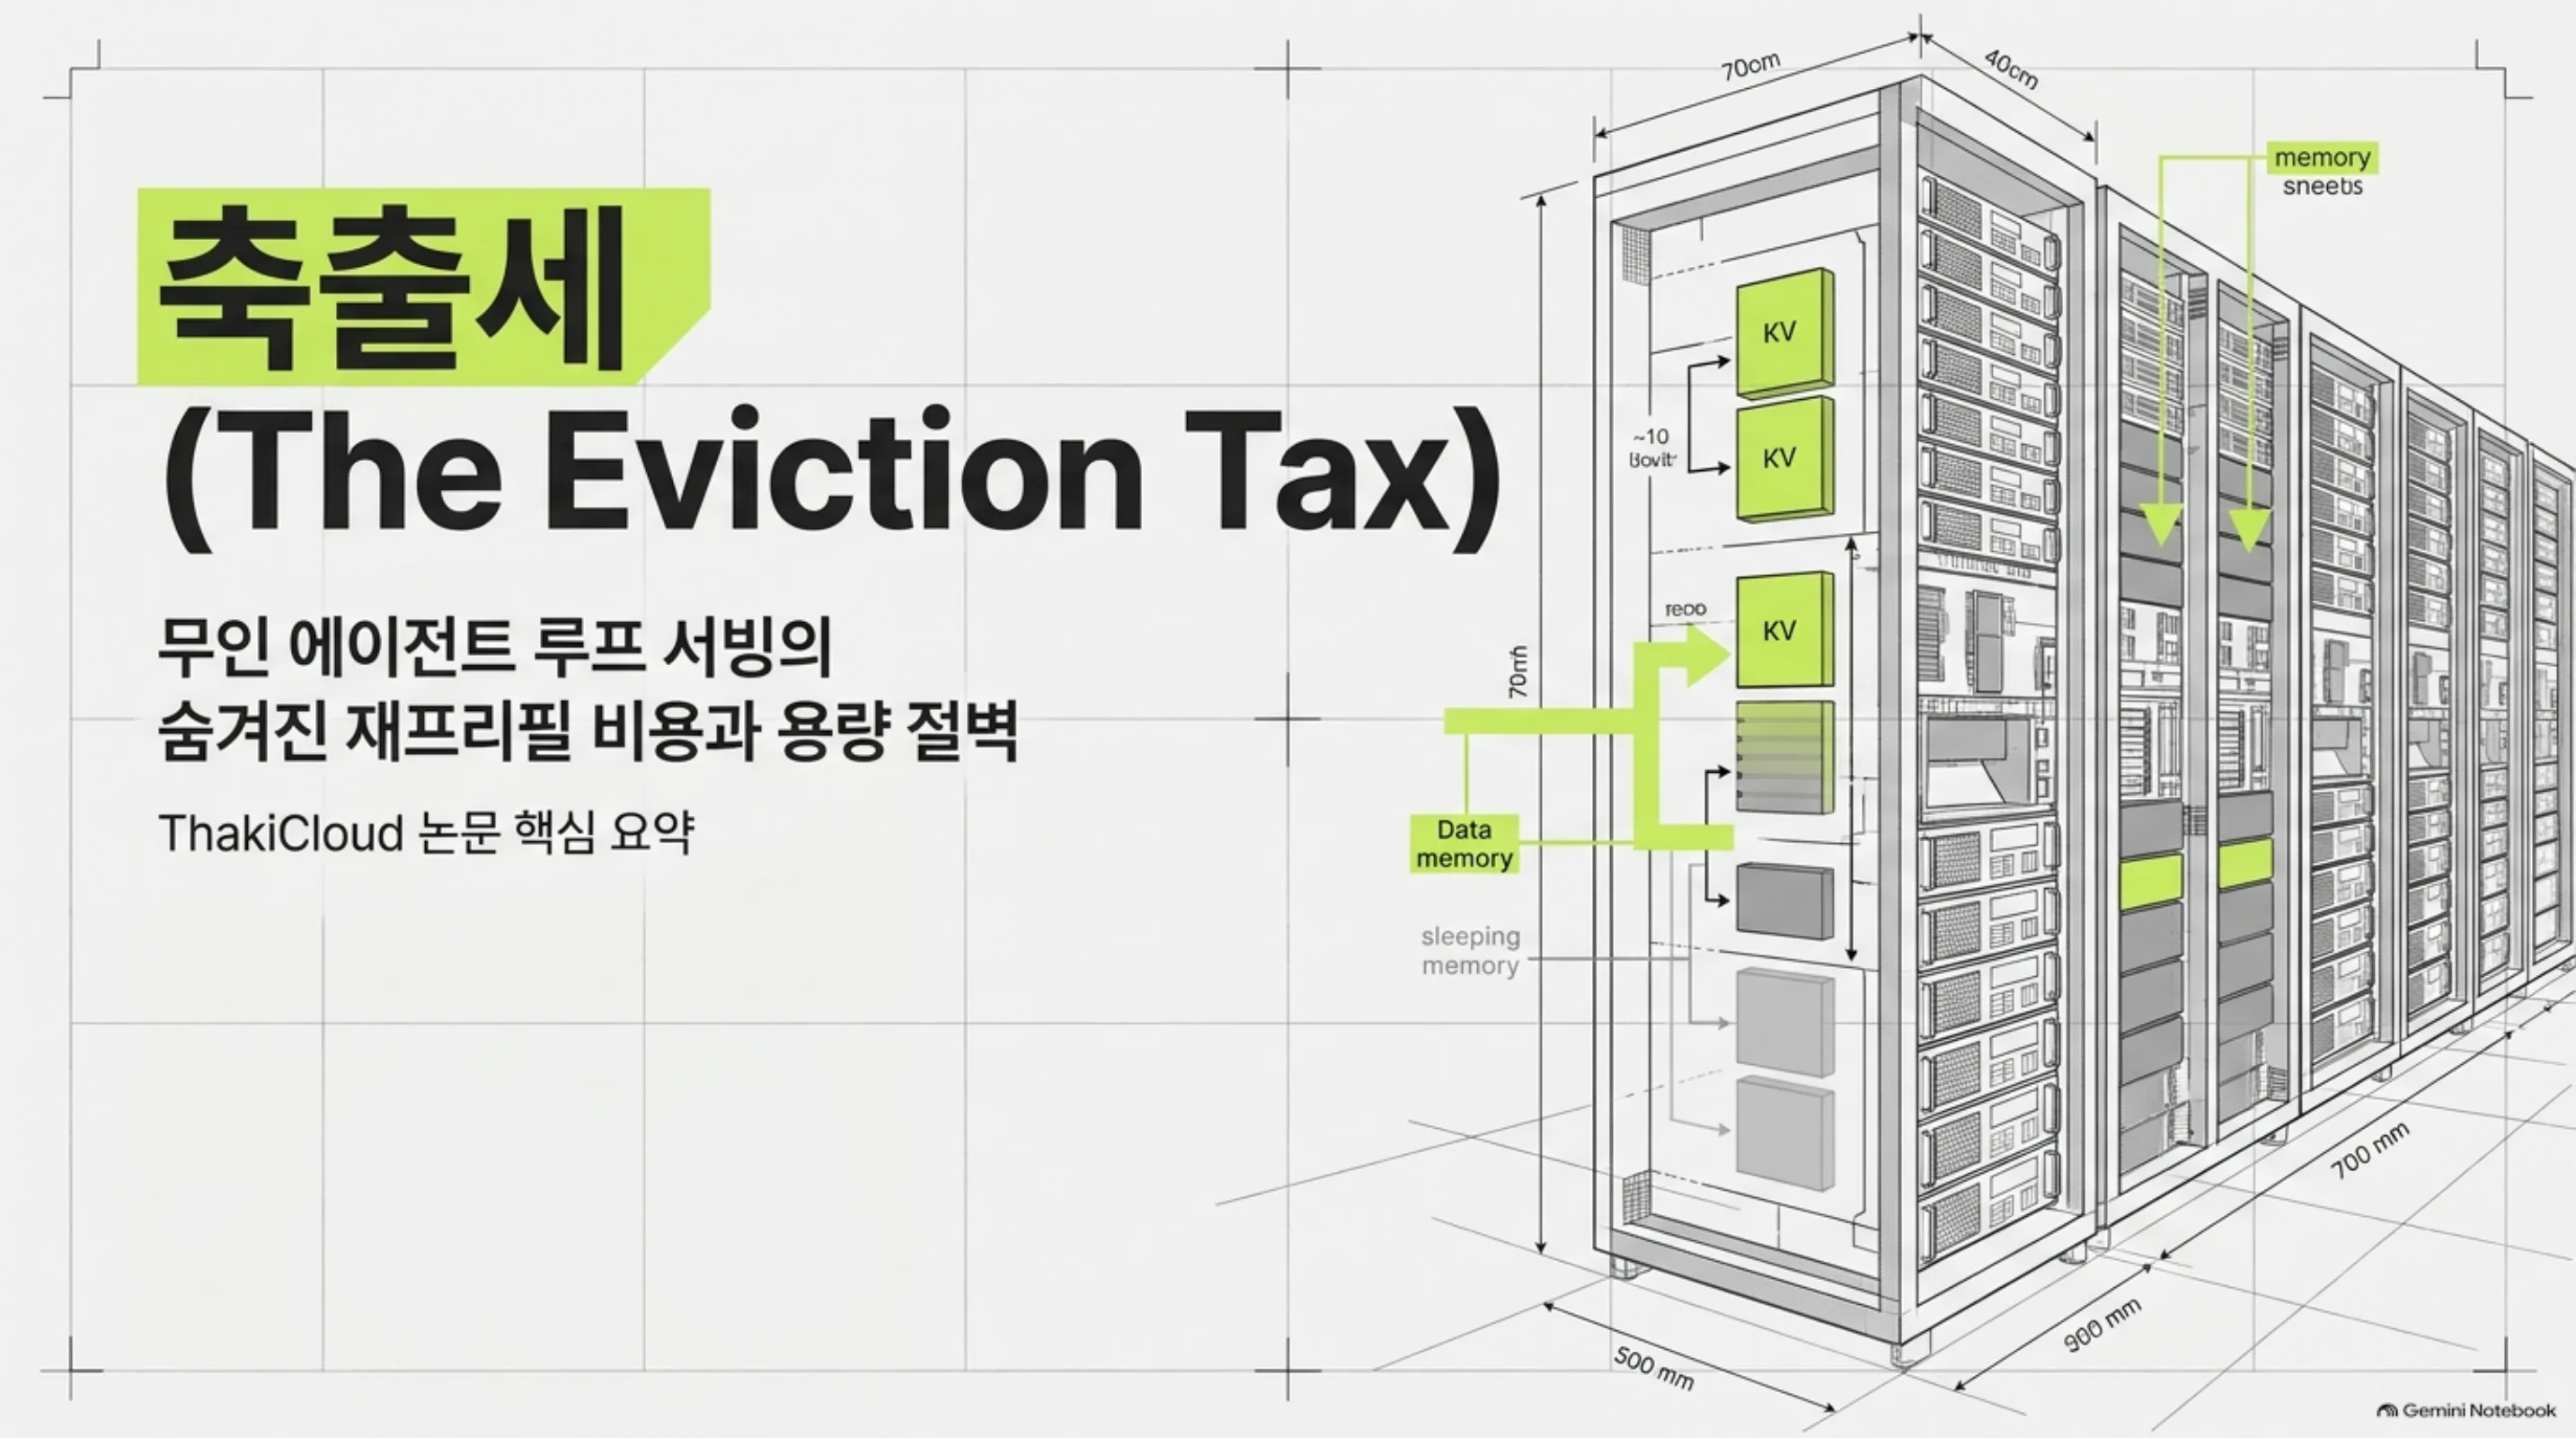 축출세
(The Eviction Tax)
무인 에이전트 루프 서빙의
숨겨진 재프리필 비용과 용량 절벽
ThakiCloud 논문 핵심 요약
70cm
40cm
memory
sneebs
KV
KV
~10
KV
Data
memory
sleeping
memory
700 mm
900 mm
500 mm
Gemini Notebook